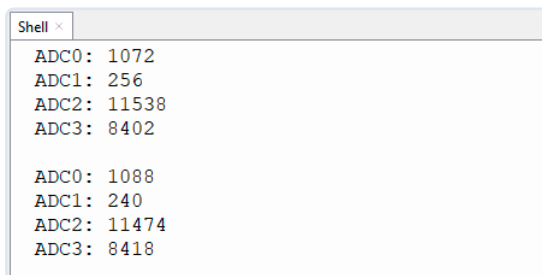 Shell ×
ADC0: 1072
ADC1: 256
ADC2: 11538
ADC3: 8402
ADC0: 1088
ADC1: 240
ADC2: 11474
ADC3: 8418